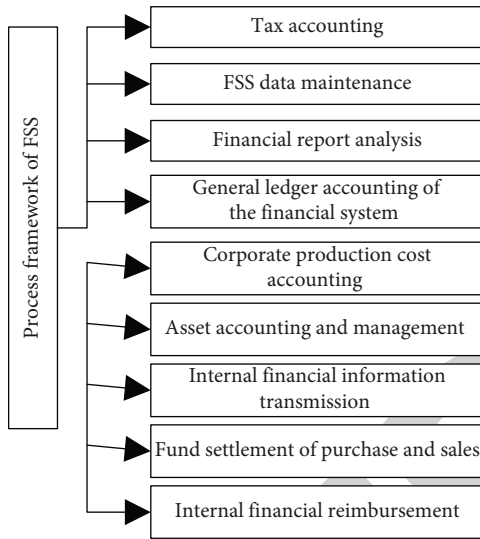 Process framework of FSS
Tax accounting
FSS data maintenance
Financial report analysis
General ledger accounting of
the financial system
Corporate production cost
accounting
Asset accounting and management
Internal financial information
transmission
Fund settlement of purchase and sales
Internal financial reimbursement